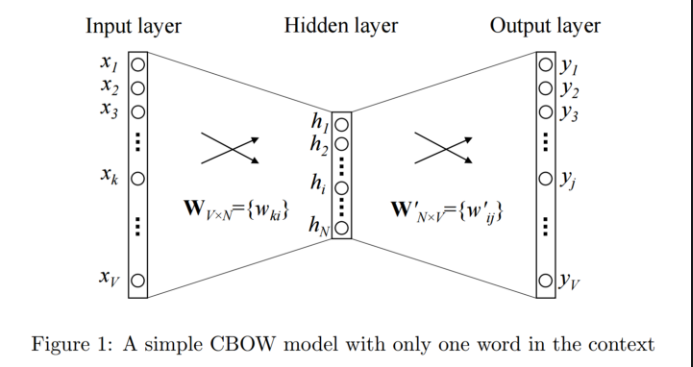 Input layer Hidden layer Output layer
x1
x2
x3
xk
xV
h1
h2
hi
hN
y1
y2
y3
yj
yV
WV×N={wki}
W'N×V={w'ij}
Figure 1: A simple CBOW model with only one word in the context